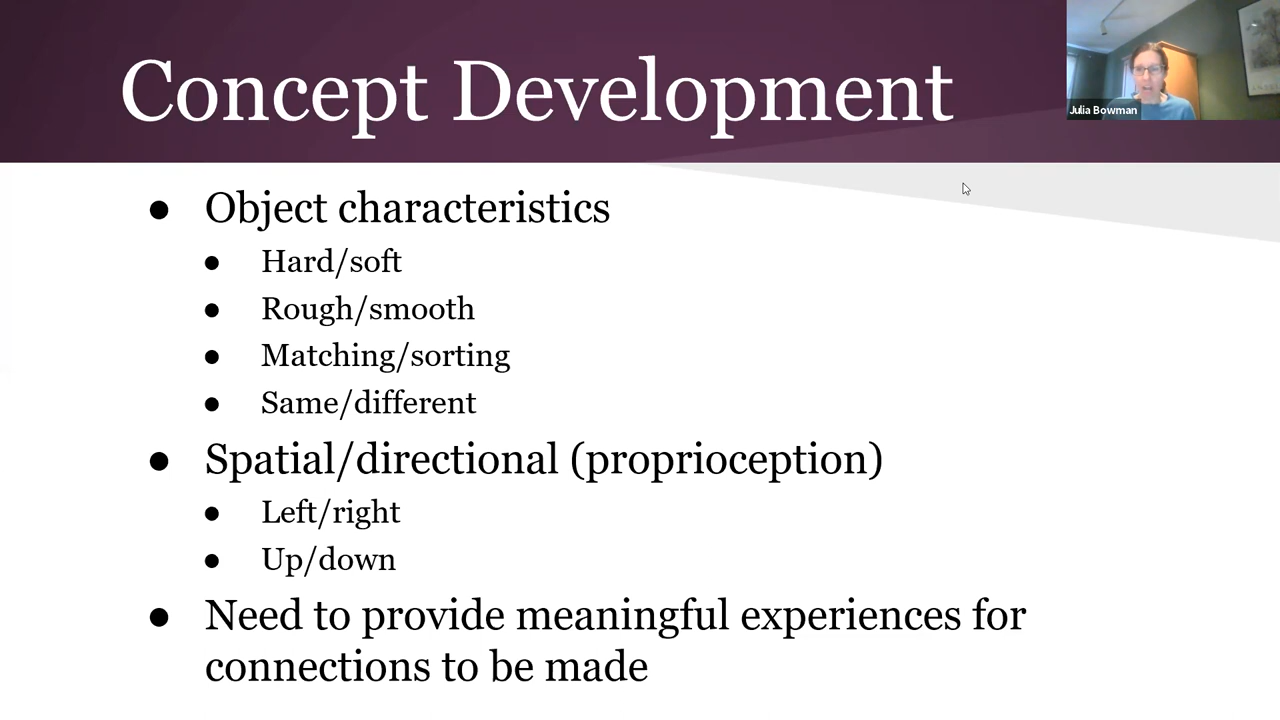 Concept Development
Julia Bowman
● Object characteristics
● Hard/soft
● Rough/smooth
● Matching/sorting
● Same/different
● Spatial/directional (proprioception)
● Left/right
● Up/down
● Need to provide meaningful experiences for
connections to be made